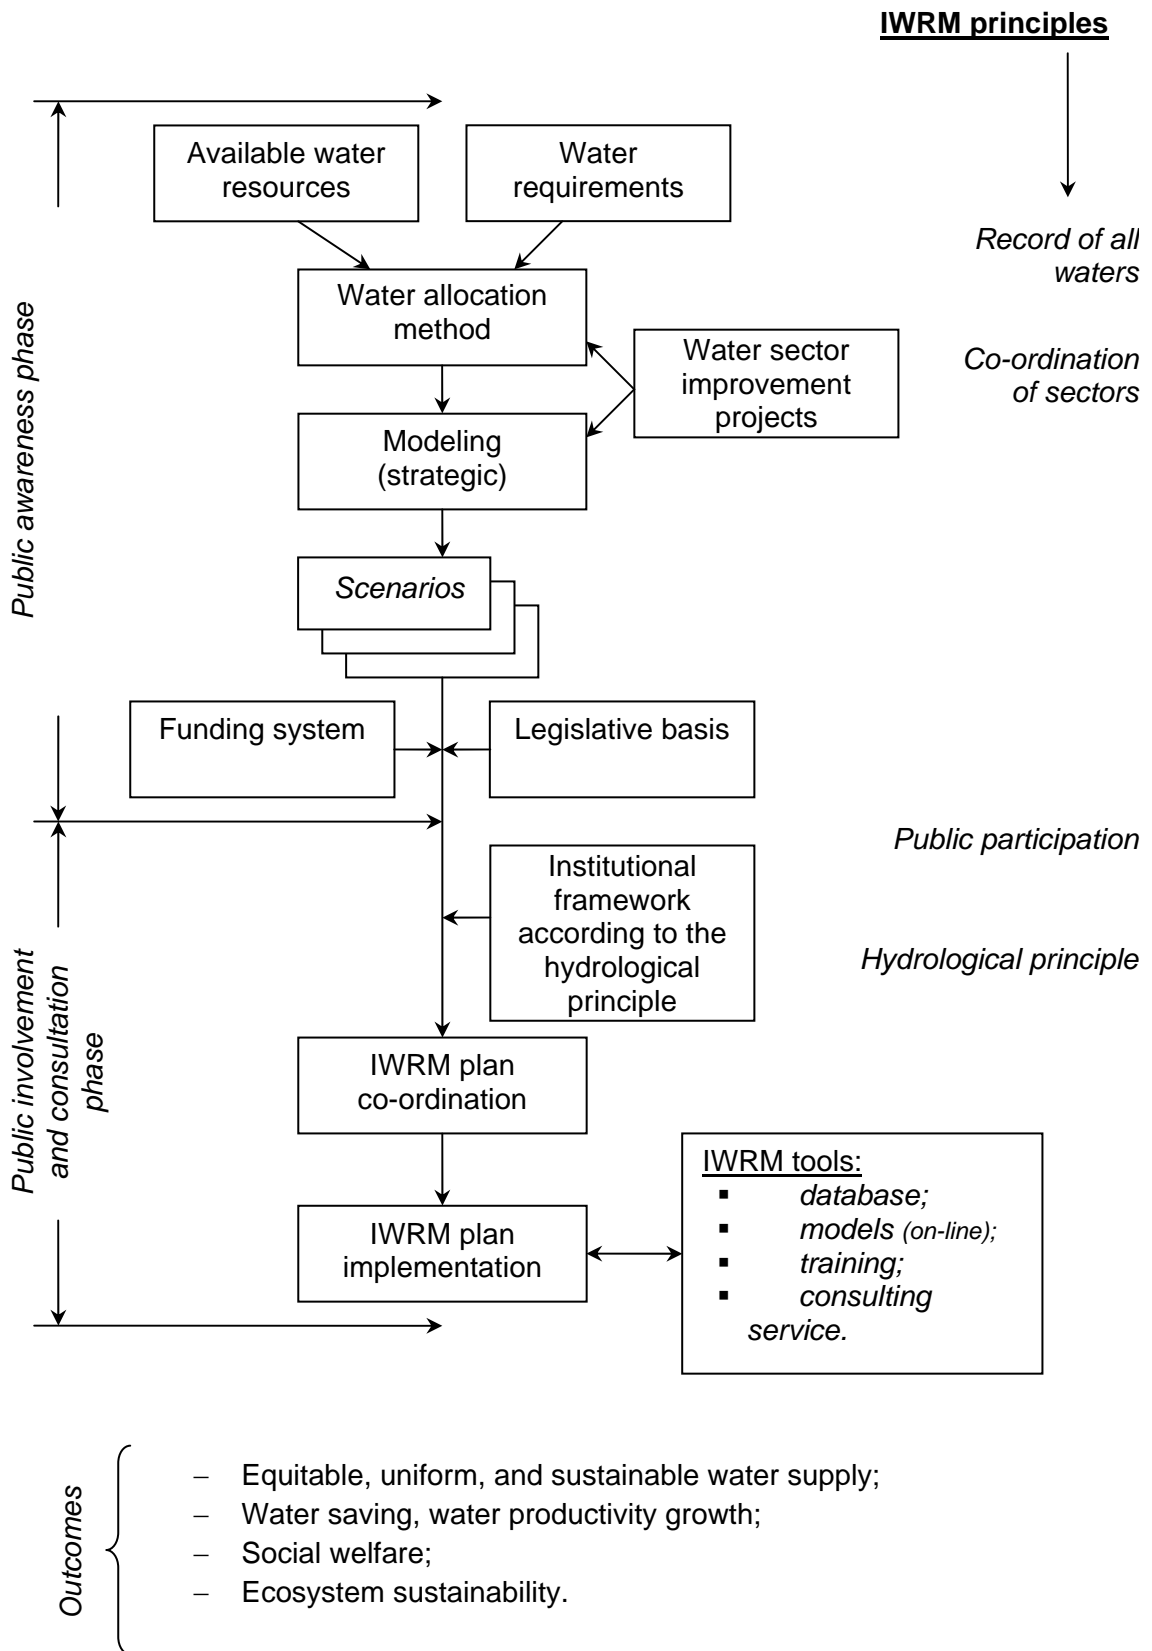 IWRM principles
Available water
resources
Water
requirements
Record of all
waters
Water allocation
method
Water sector
improvement
projects
Co-ordination
of sectors
Public awareness phase
Modeling
(strategic)
Scenarios
Funding system
Legislative basis
Public participation
Institutional
framework
according to the
hydrological
principle
Hydrological principle
Public involvement
and consultation
phase
IWRM plan
co-ordination
IWRM plan
implementation
IWRM tools:
▪ database;
▪ models (on-line);
▪ training;
▪ consulting
service.
Outcomes
– Equitable, uniform, and sustainable water supply;
– Water saving, water productivity growth;
– Social welfare;
– Ecosystem sustainability.